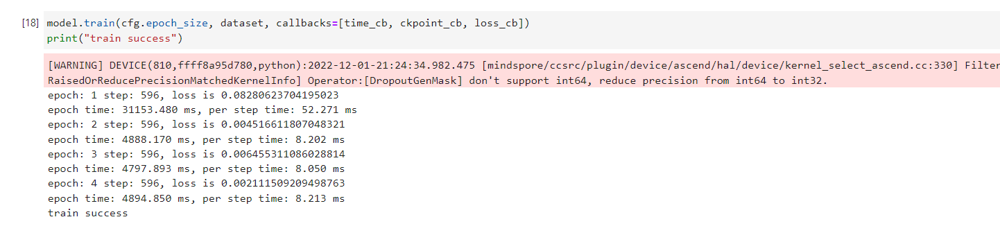 [18] model.train(cfg.epoch_size, dataset, callbacks=[time_cb, ckpoint_cb, loss_cb])
print("train success")
[WARNING] DEVICE(810,ffff8a95d780,python):2022-12-01-21:24:34.982.475 [mindspore/ccsrc/plugin/device/ascend/hal/device/kernel_select_ascend.cc:330] Filter
RaisedOrReducePrecisionMatchedKernelInfo] Operator:[DropoutGenMask] don't support int64, reduce precision from int64 to int32.
epoch: 1 step: 596, loss is 0.08280623704195023
epoch time: 31153.480 ms, per step time: 52.271 ms
epoch: 2 step: 596, loss is 0.004516611807048321
epoch time: 4888.170 ms, per step time: 8.202 ms
epoch: 3 step: 596, loss is 0.006455311086028814
epoch time: 4797.893 ms, per step time: 8.050 ms
epoch: 4 step: 596, loss is 0.002111509209498763
epoch time: 4894.850 ms, per step time: 8.213 ms
train success